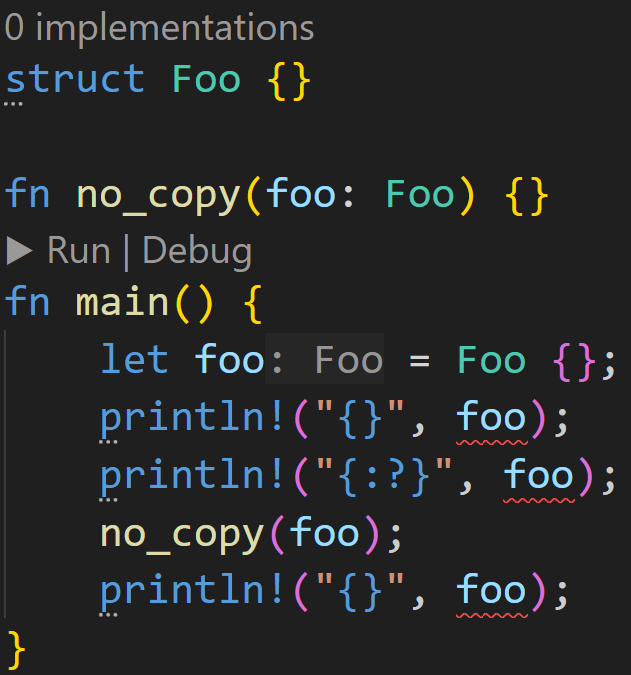 0 implementations
struct Foo {}
fn no_copy(foo: Foo) {}
▶ Run | Debug
fn main() {
    let foo: Foo = Foo {};
    println!("{}", foo);
    println!("{:?}", foo);
    no_copy(foo);
    println!("{}", foo);
}